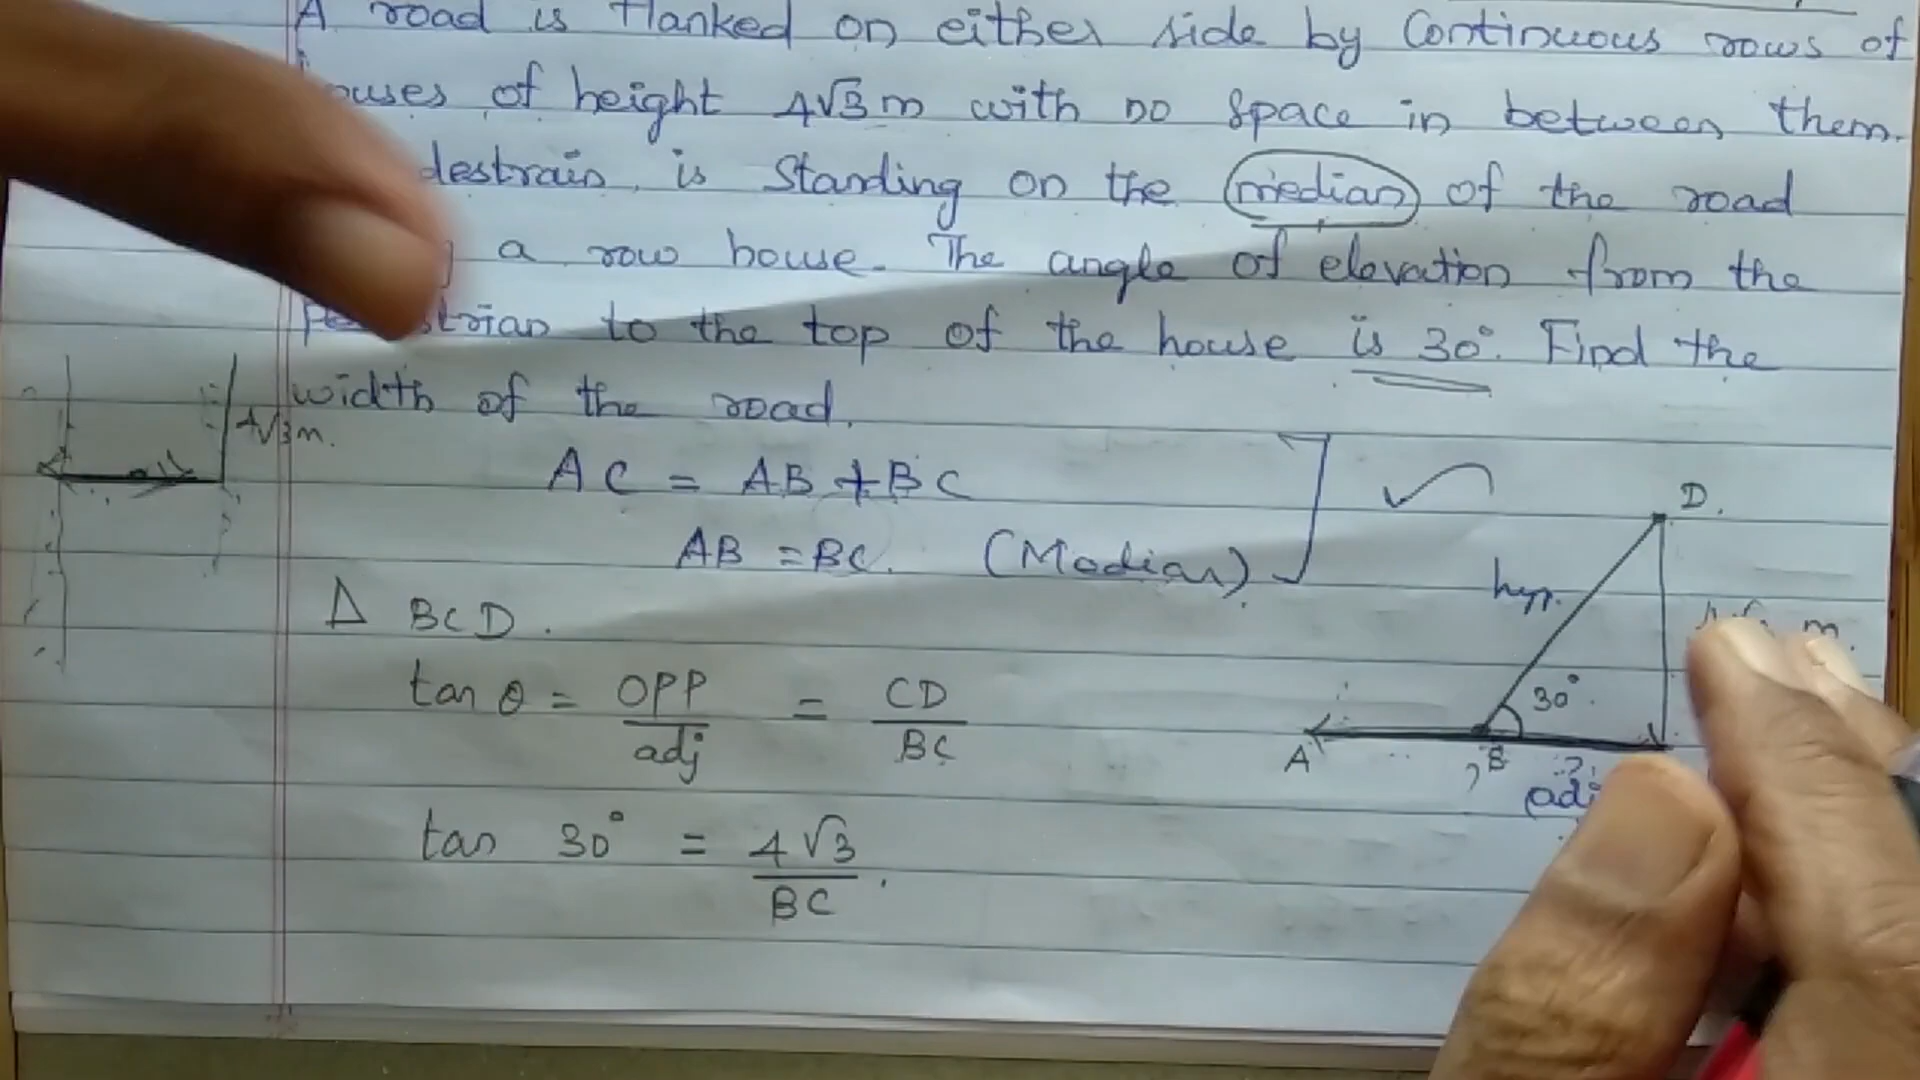 A road is flanked on either side by Continuous rows of
ouses of height 4√3 m with no space in between them.
destrain is standing on the median of the road
a row house. The angle of elevation from the
strian to the top of the house is 30°. Find the
width of the road.
4√3m.
AC = AB + BC
AB = BC. (Median)
Δ BCD.
tan θ = OPP/adj = CD/BC
tan 30° = 4√3/BC.
D.
hyp.
m.
30°
A
? B
?
adj